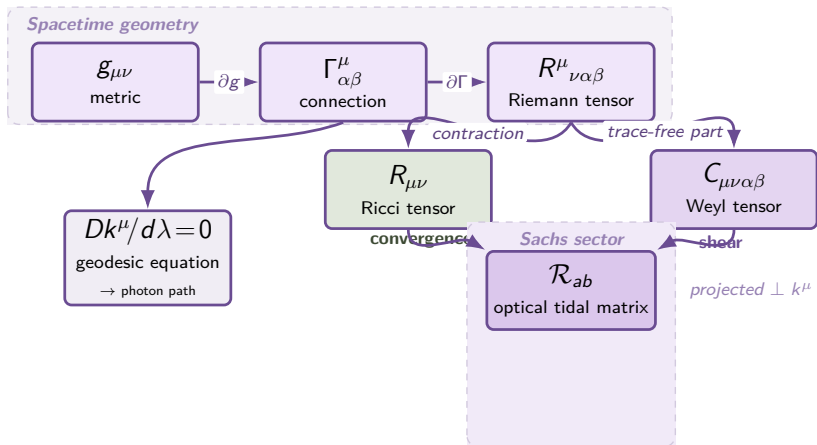 Spacetime geometry
g_{μν}
metric
∂g
Γ^μ_{αβ}
connection
∂Γ
R^μ_{ναβ}
Riemann tensor
contraction
trace-free part
R_{μν}
Ricci tensor
C_{μναβ}
Weyl tensor
Dk^μ/dλ=0
geodesic equation
→ photon path
convergence
Sachs sector
shear
ℛ_{ab}
optical tidal matrix
projected ⊥ k^μ